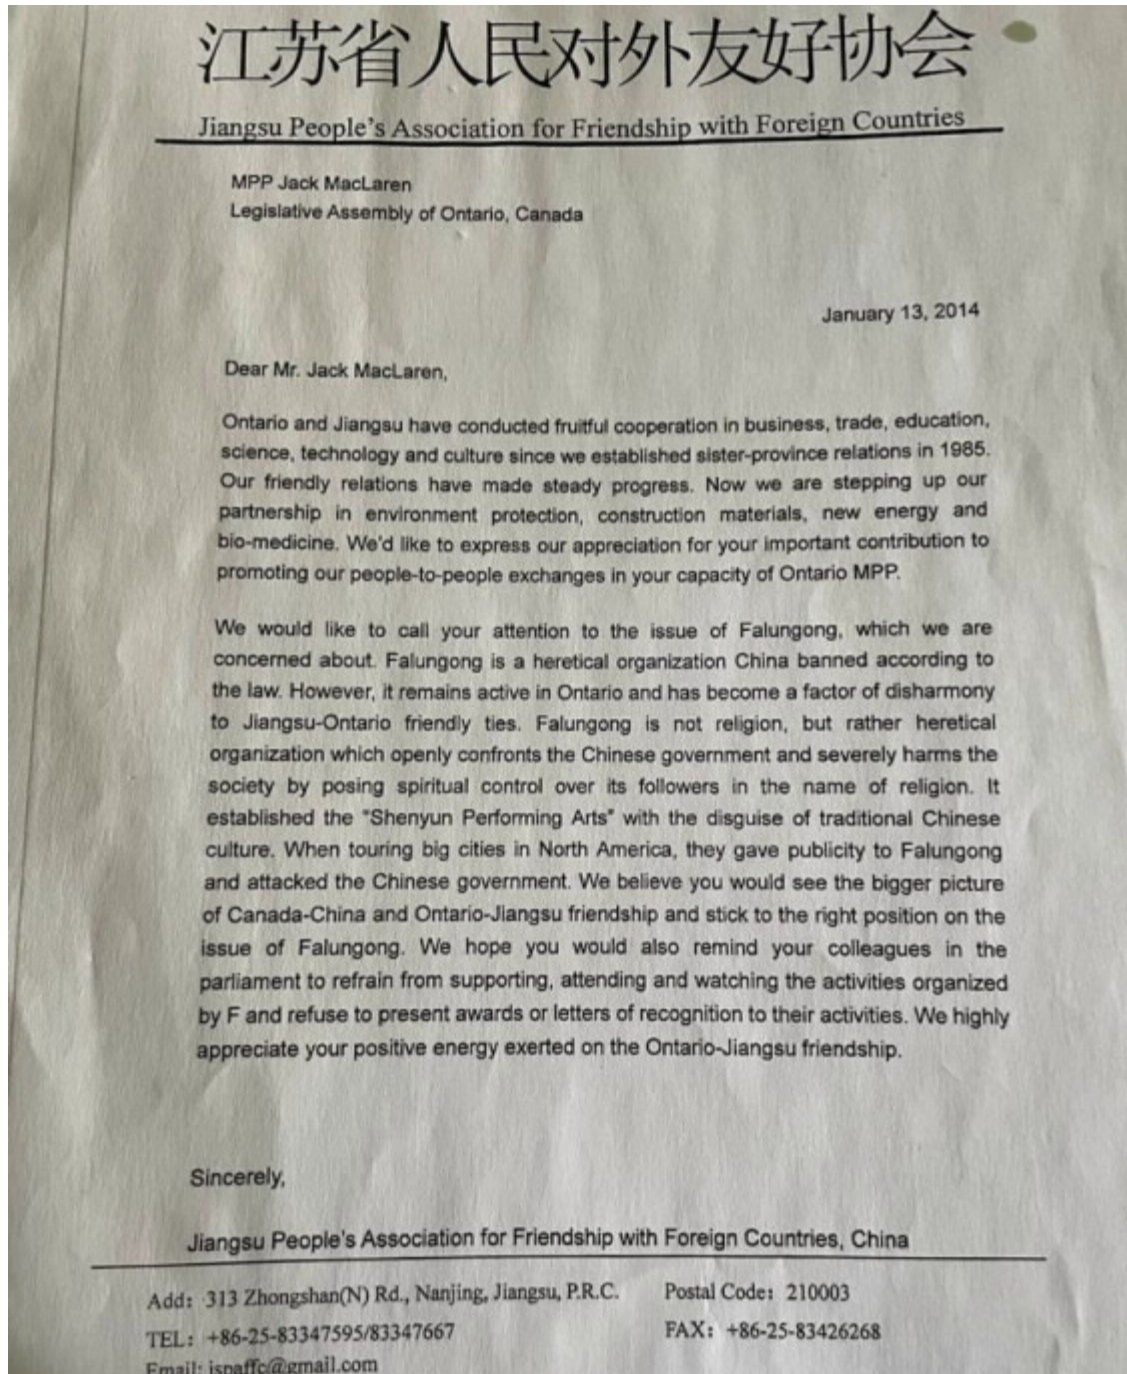 江苏省人民对外友好协会
Jiangsu People's Association for Friendship with Foreign Countries
MPP Jack MacLaren
Legislative Assembly of Ontario, Canada
January 13, 2014
Dear Mr. Jack MacLaren,
Ontario and Jiangsu have conducted fruitful cooperation in business, trade, education,
science, technology and culture since we established sister-province relations in 1985.
Our friendly relations have made steady progress. Now we are stepping up our
partnership in environment protection, construction materials, new energy and
bio-medicine. We'd like to express our appreciation for your important contribution to
promoting our people-to-people exchanges in your capacity of Ontario MPP.
We would like to call your attention to the issue of Falungong, which we are
concerned about. Falungong is a heretical organization China banned according to
the law. However, it remains active in Ontario and has become a factor of disharmony
to Jiangsu-Ontario friendly ties. Falungong is not religion, but rather heretical
organization which openly confronts the Chinese government and severely harms the
society by posing spiritual control over its followers in the name of religion. It
established the "Shenyun Performing Arts" with the disguise of traditional Chinese
culture. When touring big cities in North America, they gave publicity to Falungong
and attacked the Chinese government. We believe you would see the bigger picture
of Canada-China and Ontario-Jiangsu friendship and stick to the right position on the
issue of Falungong. We hope you would also remind your colleagues in the
parliament to refrain from supporting, attending and watching the activities organized
by F and refuse to present awards or letters of recognition to their activities. We highly
appreciate your positive energy exerted on the Ontario-Jiangsu friendship.
Sincerely,
Jiangsu People's Association for Friendship with Foreign Countries, China
Add: 313 Zhongshan(N) Rd., Nanjing, Jiangsu, P.R.C. Postal Code: 210003
TEL: +86-25-83347595/83347667 FAX: +86-25-83426268
Email: jspaffc@gmail.com